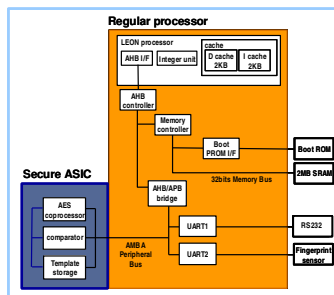 Regular processor
LEON processor
AHB I/F
Integer unit
cache
D cache
2KB
I cache
2KB
AHB
controller
Memory
controller
Boot
PROM I/F
Boot ROM
2MB SRAM
32bits Memory Bus
Secure ASIC
AHB/APB
bridge
AES
coprocessor
comparator
Template
storage
AMBA
Peripheral
Bus
UART1
RS232
UART2
Fingerprint
sensor